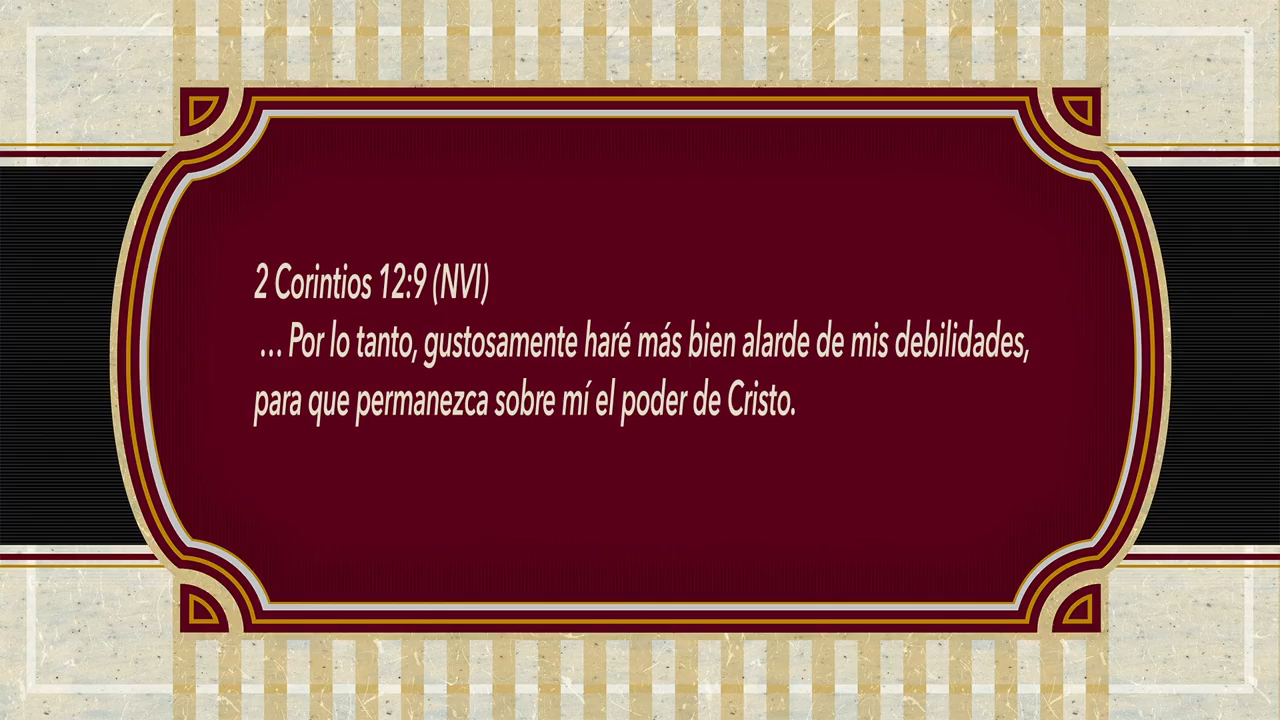 2 Corintios 12:9 (NVI)
… Por lo tanto, gustosamente haré más bien alarde de mis debilidades,
para que permanezca sobre mí el poder de Cristo.